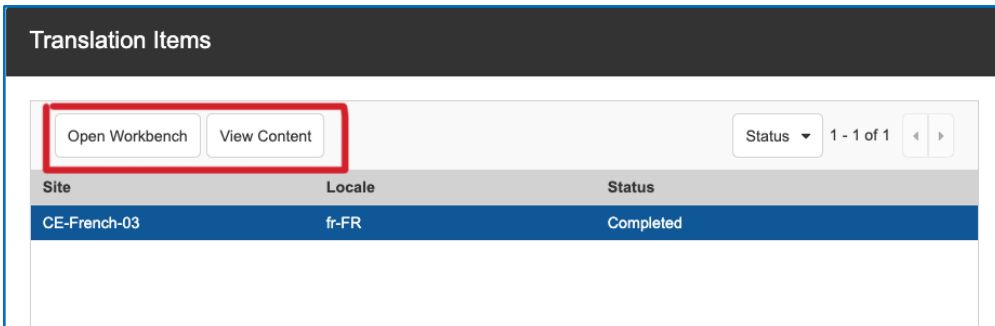 Translation Items
Open Workbench View Content Status 1 - 1 of 1
Site Locale Status
CE-French-03 fr-FR Completed